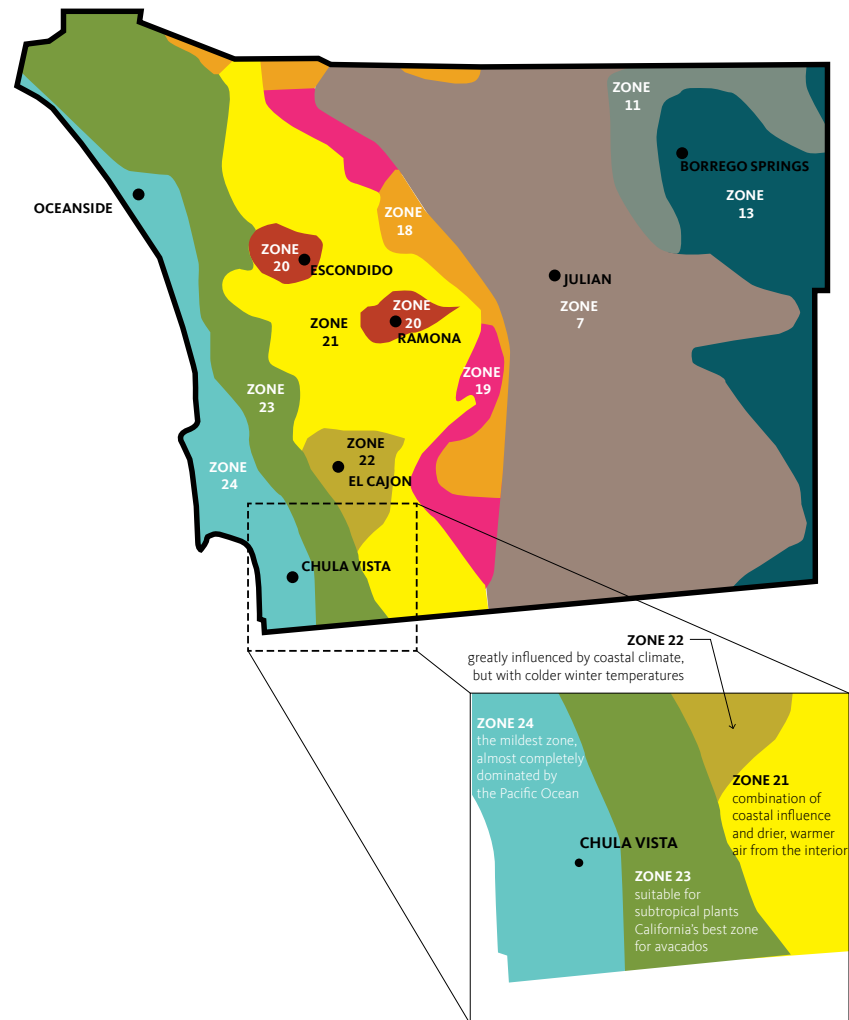 ZONE
11
BORREGO SPRINGS
ZONE
13
OCEANSIDE
ZONE
18
ZONE
20
ESCONDIDO
JULIAN
ZONE
7
ZONE
20
RAMONA
ZONE
21
ZONE
19
ZONE
23
ZONE
22
EL CAJON
ZONE
24
CHULA VISTA
ZONE 22
greatly influenced by coastal climate,
but with colder winter temperatures
ZONE 24
the mildest zone,
almost completely
dominated by
the Pacific Ocean
ZONE 21
combination of
coastal influence
and drier, warmer
air from the interior
CHULA VISTA
ZONE 23
suitable for
subtropical plants
California's best zone
for avacados